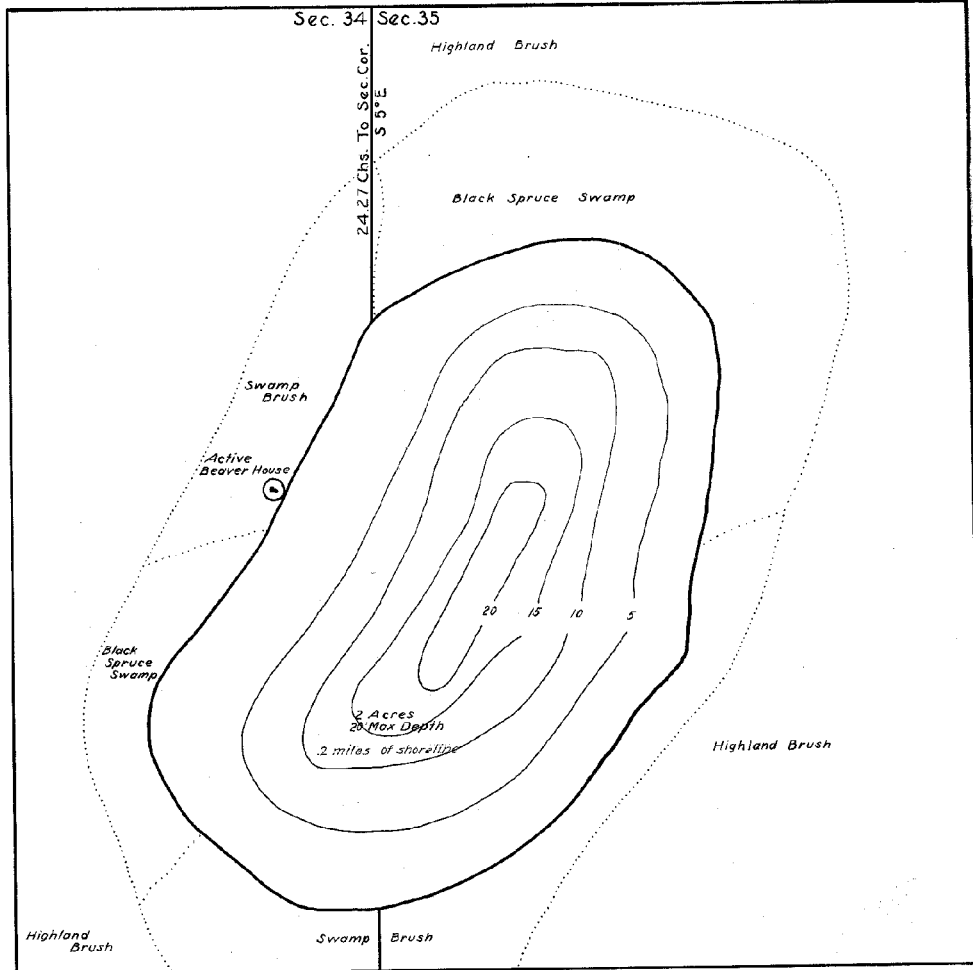 Sec. 34 Sec. 35
Highland Brush
24.27 Chs. To Sec. Cor.
S 5° E
Black Spruce Swamp
Swamp
Brush
Active
Beaver House
20 15 10 5
Black
Spruce
Swamp
2 Acres
20' Max Depth
.2 miles of shoreline
Highland Brush
Highland
Brush
Swamp Brush